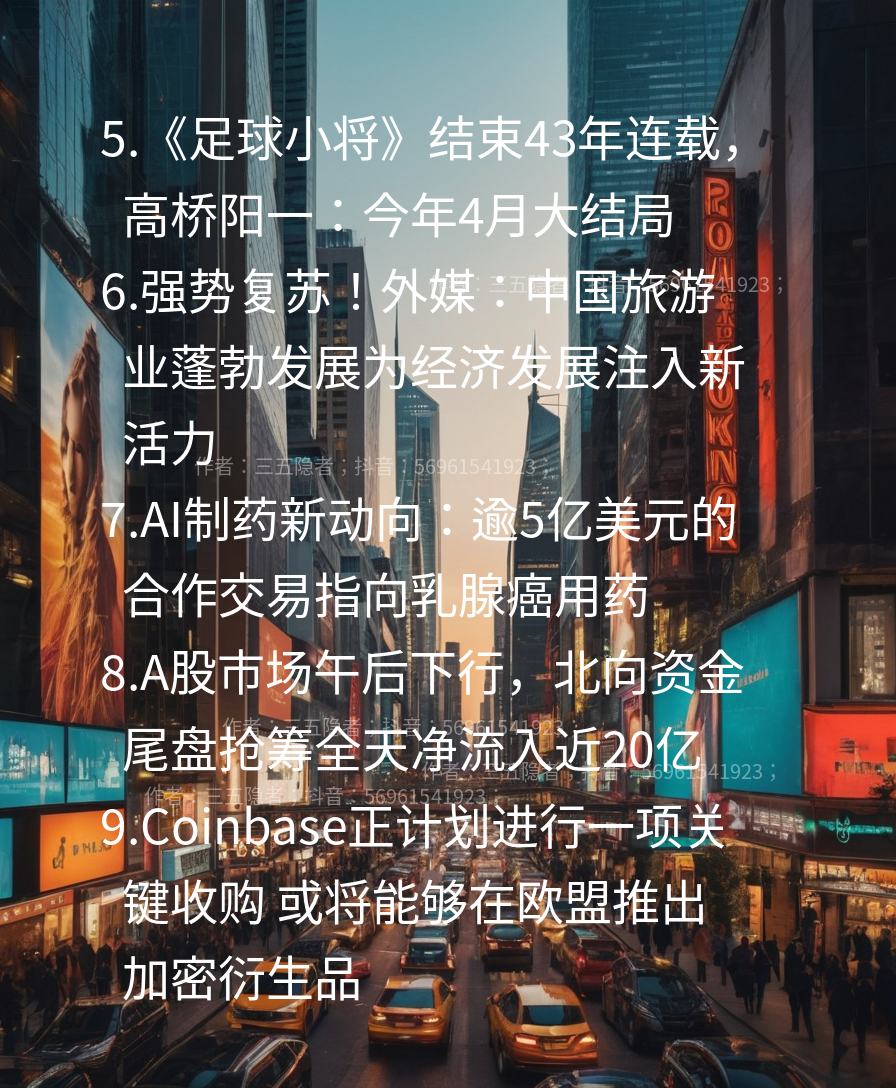 5.《足球小将》结束43年连载，
高桥阳一：今年4月大结局
6.强势复苏！外媒：中国旅游
业蓬勃发展为经济发展注入新
活力
作者：三五隐者；抖音：56961541923；
7.AI制药新动向：逾5亿美元的
合作交易指向乳腺癌用药
8.A股市场午后下行，北向资金
作者：三五隐者；抖音：56961541923；
尾盘抢筹全天净流入近20亿
作者：三五隐者；抖音：56961541923；
作者：三五隐者；抖音：56961541923；
9.Coinbase正计划进行一项关
键收购 或将能够在欧盟推出
加密衍生品